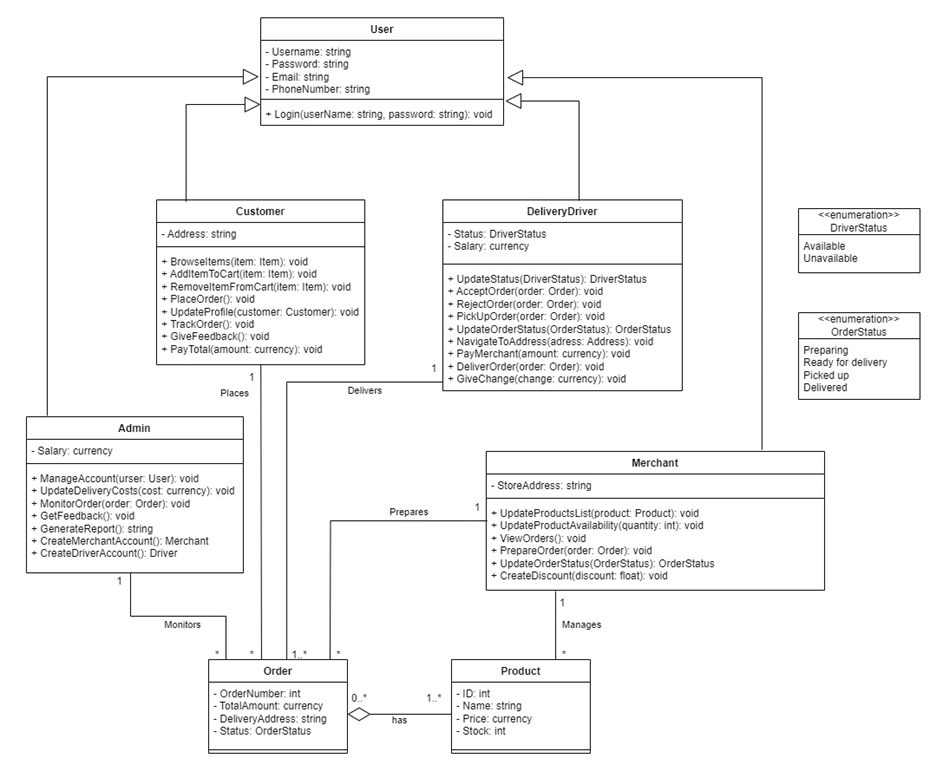 User
- Username: string
- Password: string
- Email: string
- PhoneNumber: string
+ Login(userName: string, password: string): void
Customer
- Address: string
+ BrowseItems(item: Item): void
+ AddItemToCart(item: Item): void
+ RemoveItemFromCart(item: Item): void
+ PlaceOrder(): void
+ UpdateProfile(customer: Customer): void
+ TrackOrder(): void
+ GiveFeedback(): void
+ PayTotal(amount: currency): void
DeliveryDriver
- Status: DriverStatus
- Salary: currency
+ UpdateStatus(DriverStatus): DriverStatus
+ AcceptOrder(order: Order): void
+ RejectOrder(order: Order): void
+ PickUpOrder(order: Order): void
+ UpdateOrderStatus(OrderStatus): OrderStatus
+ NavigateToAddress(adress: Address): void
+ PayMerchant(amount: currency): void
+ DeliverOrder(order: Order): void
+ GiveChange(change: currency): void
<<enumeration>>
DriverStatus
Available
Unavailable
<<enumeration>>
OrderStatus
Preparing
Ready for delivery
Picked up
Delivered
1
Places
1
Delivers
Admin
- Salary: currency
+ ManageAccount(urser: User): void
+ UpdateDeliveryCosts(cost: currency): void
+ MonitorOrder(order: Order): void
+ GetFeedback(): void
+ GenerateReport(): string
+ CreateMerchantAccount(): Merchant
+ CreateDriverAccount(): Driver
Merchant
- StoreAddress: string
+ UpdateProductsList(product: Product): void
+ UpdateProductAvailability(quantity: int): void
+ ViewOrders(): void
+ PrepareOrder(order: Order): void
+ UpdateOrderStatus(OrderStatus): OrderStatus
+ CreateDiscount(discount: float): void
Prepares
1
1
Monitors
1
Manages
*
*
1..*
*
*
Order
- OrderNumber: int
- TotalAmount: currency
- DeliveryAddress: string
- Status: OrderStatus
0..*
has
1..*
Product
- ID: int
- Name: string
- Price: currency
- Stock: int